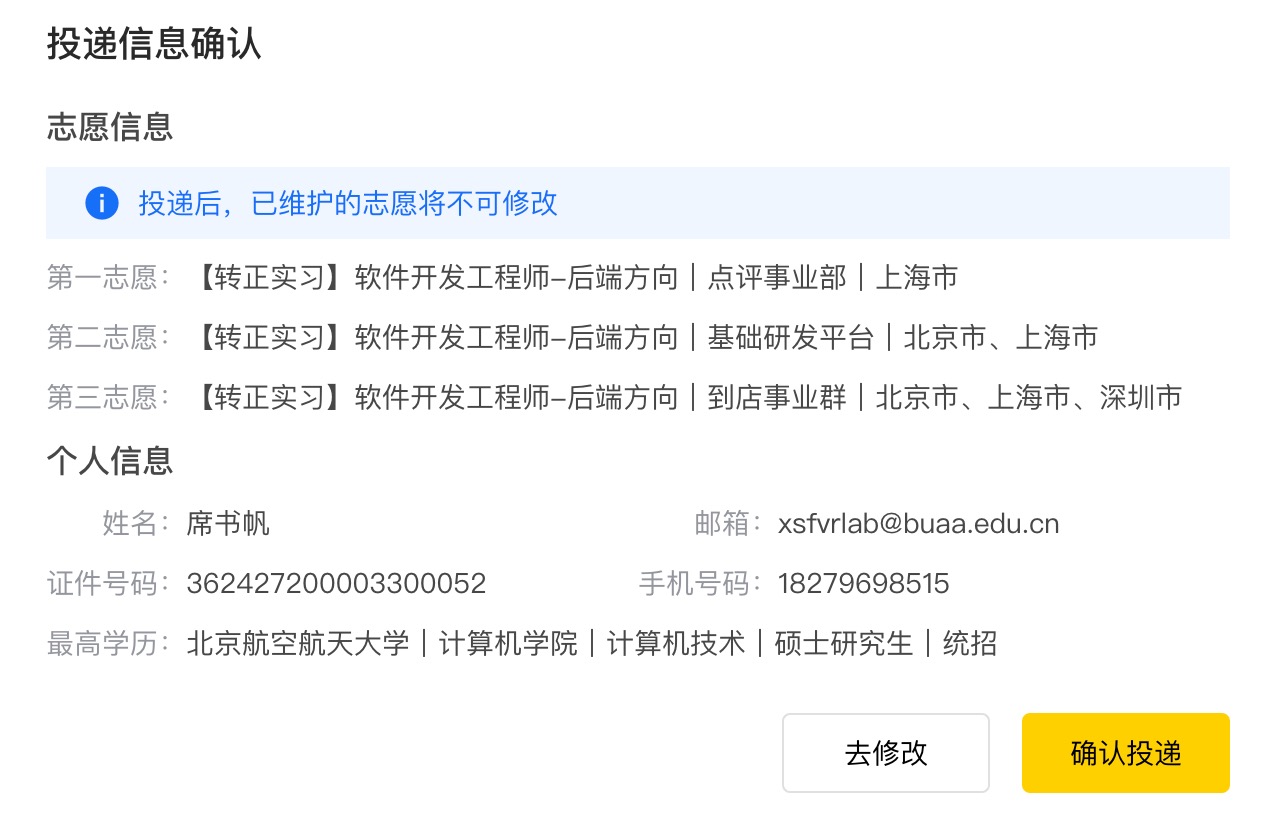 投递信息确认
志愿信息
投递后，已维护的志愿将不可修改
第一志愿：【转正实习】软件开发工程师-后端方向｜点评事业部｜上海市
第二志愿：【转正实习】软件开发工程师-后端方向｜基础研发平台｜北京市、上海市
第三志愿：【转正实习】软件开发工程师-后端方向｜到店事业群｜北京市、上海市、深圳市
个人信息
姓名：席书帆 邮箱：xsfvrlab@buaa.edu.cn
证件号码：362427200003300052 手机号码：18279698515
最高学历：北京航空航天大学｜计算机学院｜计算机技术｜硕士研究生｜统招
去修改 确认投递